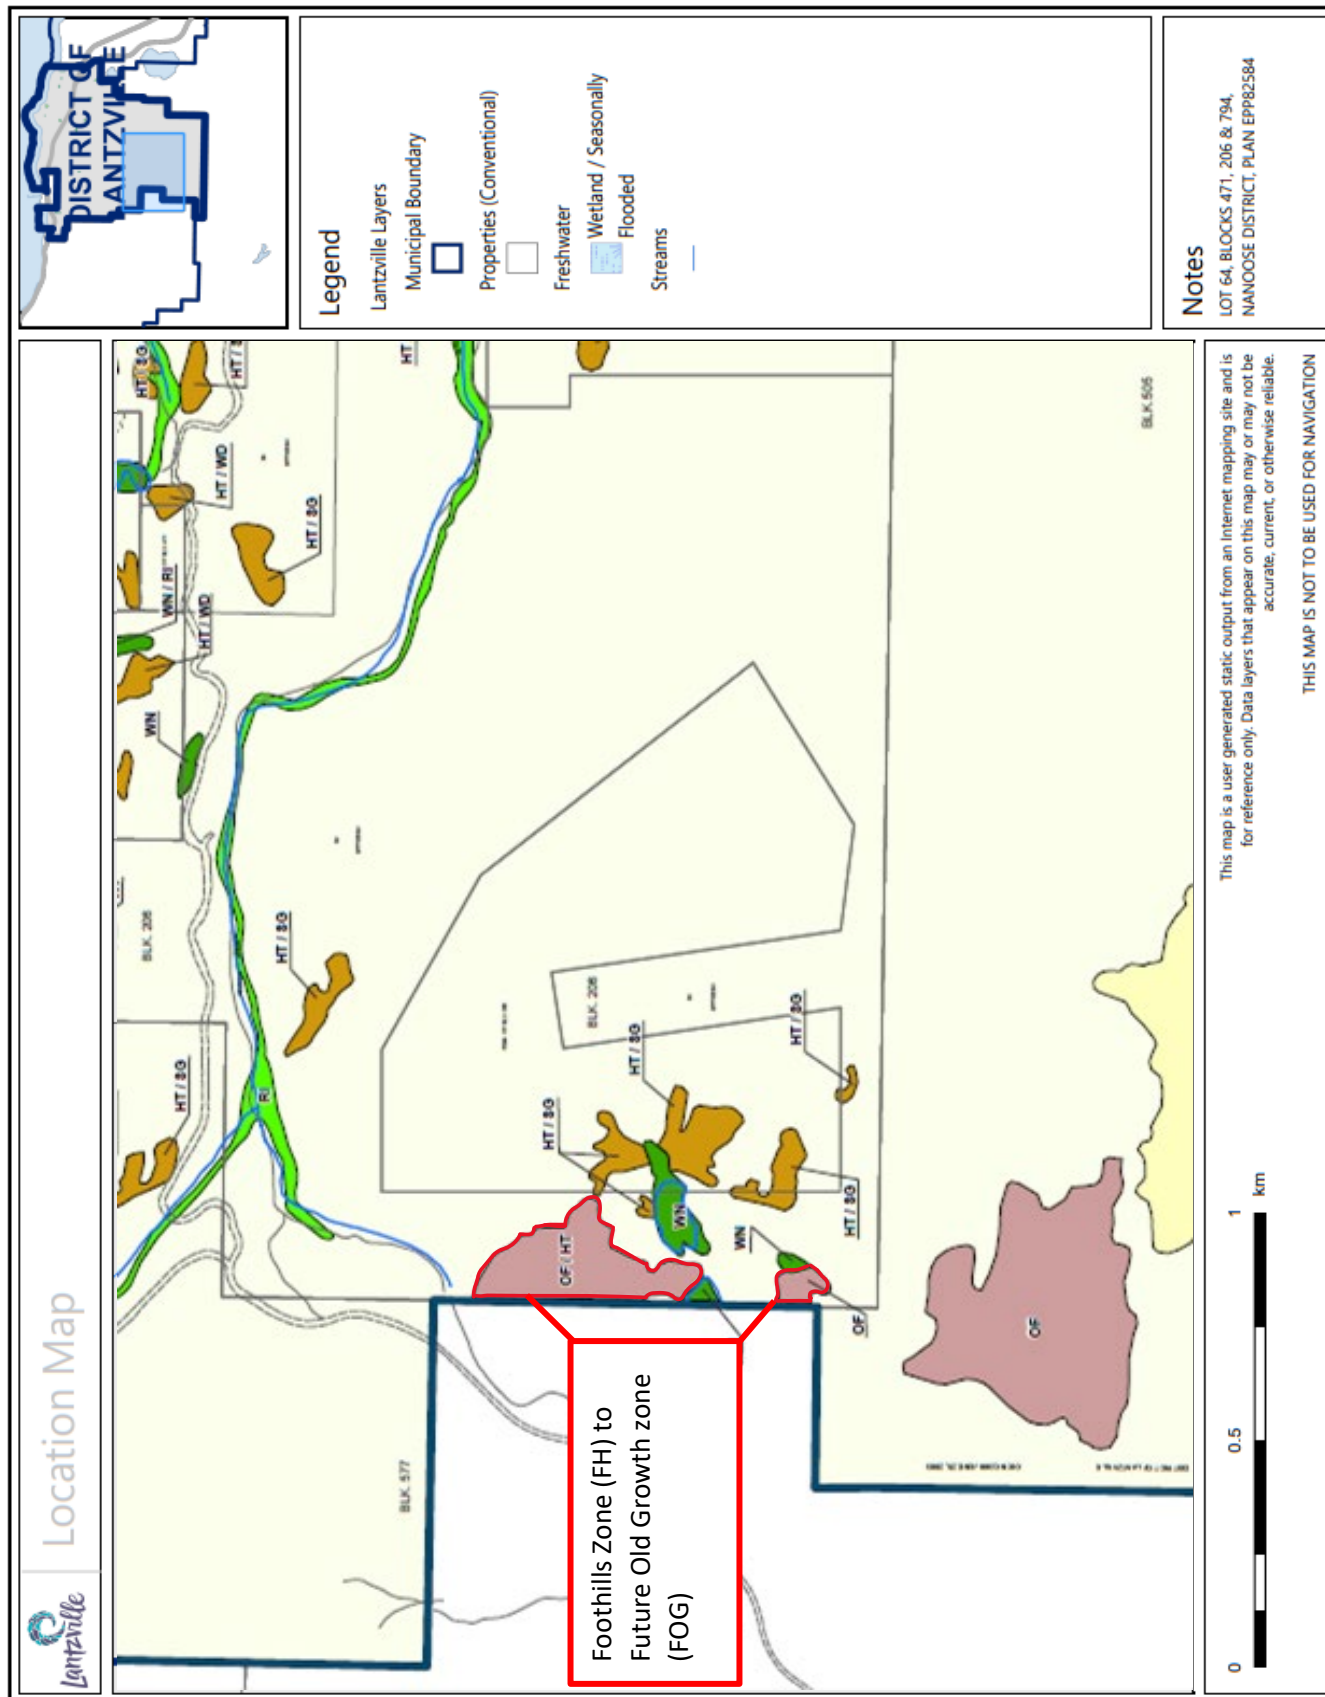 Lantzville
Location Map
DISTRICT OF
LANTZVILLE
Legend
Lantzville Layers
Municipal Boundary
Properties (Conventional)
Freshwater
Wetland / Seasonally
Flooded
Streams
Notes
LOT 64, BLOCKS 471, 206 & 794,
NANOOSE DISTRICT, PLAN EPP82584
BLK. 577
Foothills Zone (FH) to
Future Old Growth zone
(FOG)
HT / SG
BLK. 206
WN
HT / WD
WN / RI
HT / WD
HT / SG
HT / S
HT / SG
HT
RI
HT / SG
OF / HT
HT / SG
WN
HT / SG
BLK. 206
HT / SG
WN
HT / SG
OF
OF
BLK 505
0
0.5
1
km
This map is a user generated static output from an Internet mapping site and is
for reference only. Data layers that appear on this map may or may not be
accurate, current, or otherwise reliable.
THIS MAP IS NOT TO BE USED FOR NAVIGATION